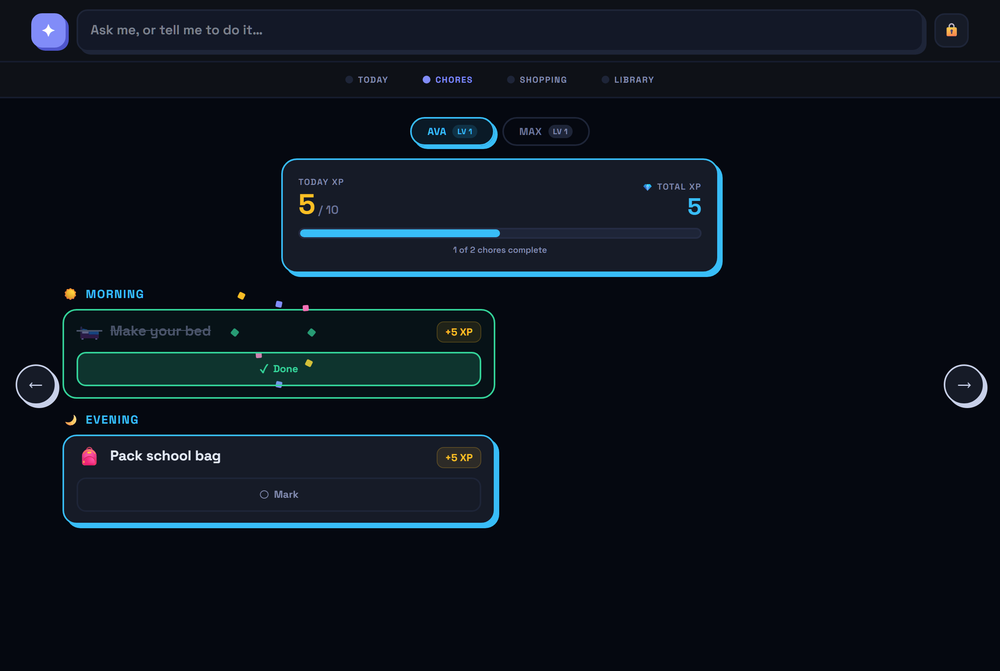 Ask me, or tell me to do it...
TODAY
CHORES
SHOPPING
LIBRARY
AVA LV 1
MAX LV 1
TODAY XP
5 / 10
TOTAL XP
5
1 of 2 chores complete
MORNING
Make your bed
+5 XP
✓ Done
EVENING
Pack school bag
+5 XP
Mark